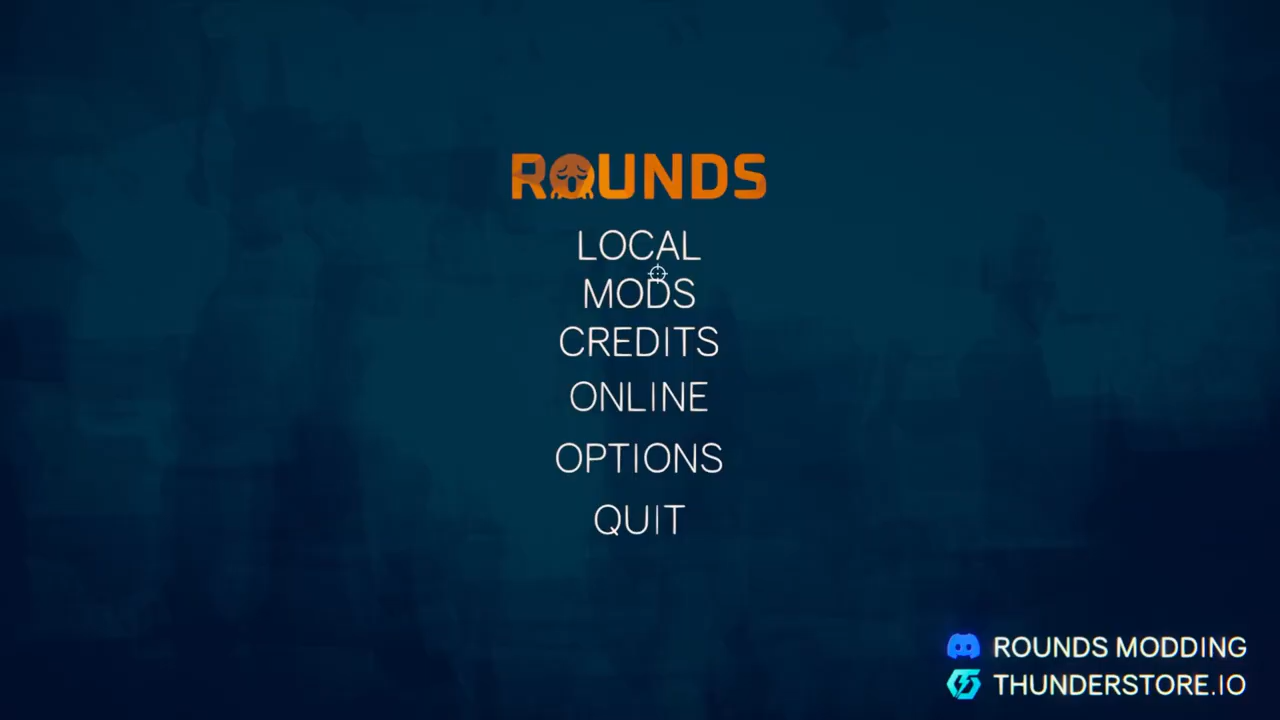 ROUNDS
LOCAL
MODS
CREDITS
ONLINE
OPTIONS
QUIT
ROUNDS MODDING
THUNDERSTORE.IO